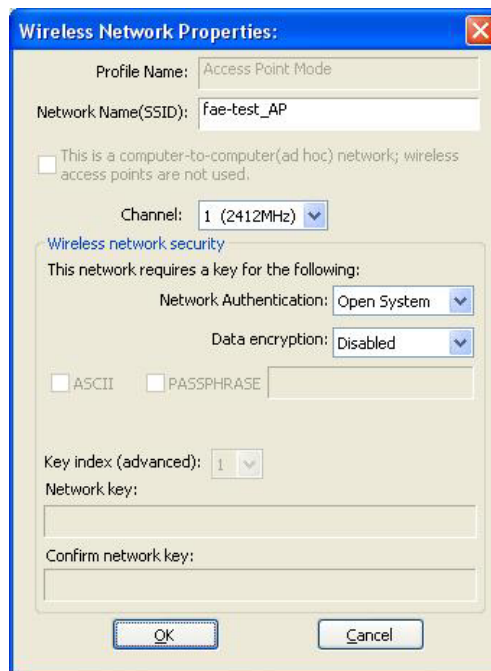 Wireless Network Properties:
Profile Name: Access Point Mode
Network Name(SSID): fae-test_AP
This is a computer-to-computer(ad hoc) network; wireless
access points are not used.
Channel: 1 (2412MHz)
Wireless network security
This network requires a key for the following:
Network Authentication: Open System
Data encryption: Disabled
ASCII PASSPHRASE
Key index (advanced): 1
Network key:
Confirm network key:
OK Cancel